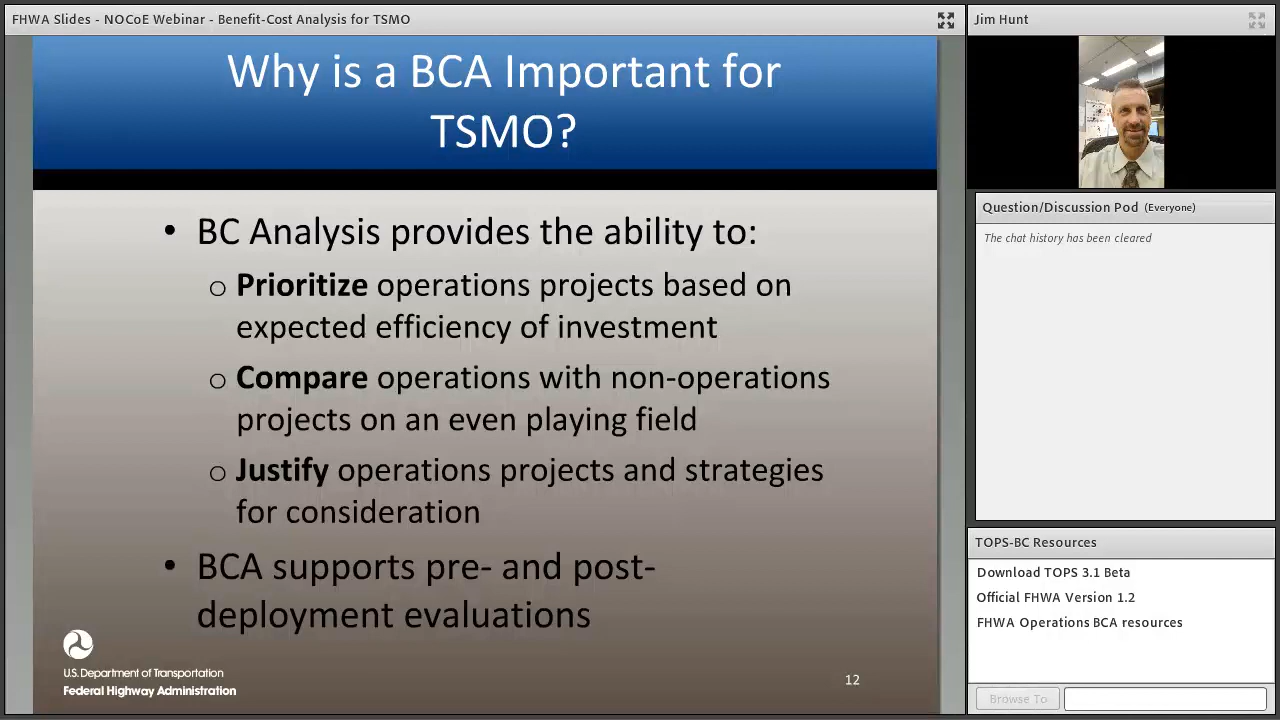 FHWA Slides - NOCoE Webinar - Benefit-Cost Analysis for TSMO
Why is a BCA Important for
TSMO?
• BC Analysis provides the ability to:
o Prioritize operations projects based on
expected efficiency of investment
o Compare operations with non-operations
projects on an even playing field
o Justify operations projects and strategies
for consideration
• BCA supports pre- and post-
deployment evaluations
U.S. Department of Transportation
Federal Highway Administration
12
Jim Hunt
Question/Discussion Pod (Everyone)
The chat history has been cleared
TOPS-BC Resources
Download TOPS 3.1 Beta
Official FHWA Version 1.2
FHWA Operations BCA resources
Browse To